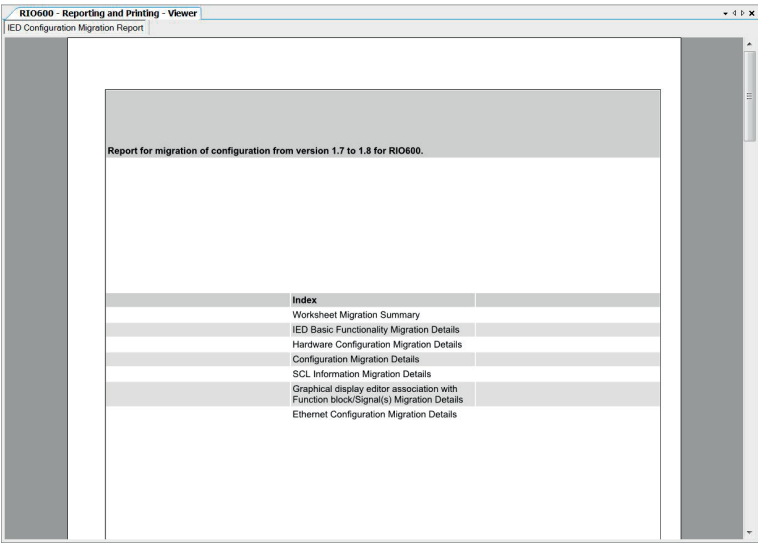 RIO600 - Reporting and Printing - Viewer
IED Configuration Migration Report
Report for migration of configuration from version 1.7 to 1.8 for RIO600.
Index
Worksheet Migration Summary
IED Basic Functionality Migration Details
Hardware Configuration Migration Details
Configuration Migration Details
SCL Information Migration Details
Graphical display editor association with
Function block/Signal(s) Migration Details
Ethernet Configuration Migration Details